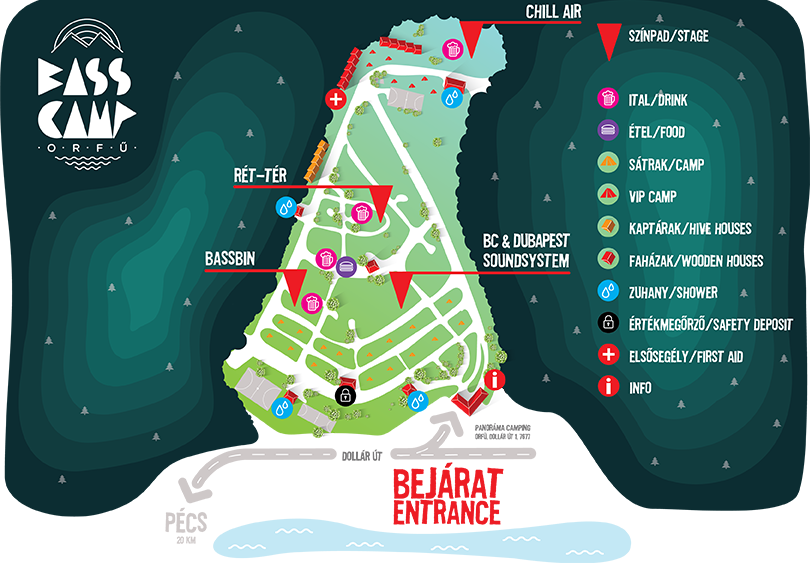 BASS
CAMP
·O·R·F·Ű·
CHILL AIR
RÉT-TÉR
BASSBIN
BC & DUBAPEST
SOUNDSYSTEM
SZÍNPAD/STAGE
ITAL/DRINK
ÉTEL/FOOD
SÁTRAK/CAMP
VIP CAMP
KAPTÁRAK/HIVE HOUSES
FAHÁZAK/WOODEN HOUSES
ZUHANY/SHOWER
ÉRTÉKMEGŐRZŐ/SAFETY DEPOSIT
ELSŐSEGÉLY/FIRST AID
i INFO
i
PANORÁMA CAMPING
ORFŰ, DOLLÁR ÚT 1, 7677
DOLLÁR ÚT
BEJÁRAT
ENTRANCE
PÉCS
20 KM